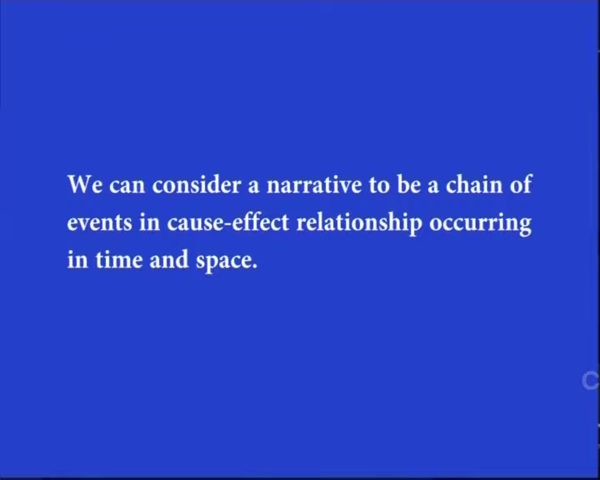 We can consider a narrative to be a chain of
events in cause-effect relationship occurring
in time and space.
C